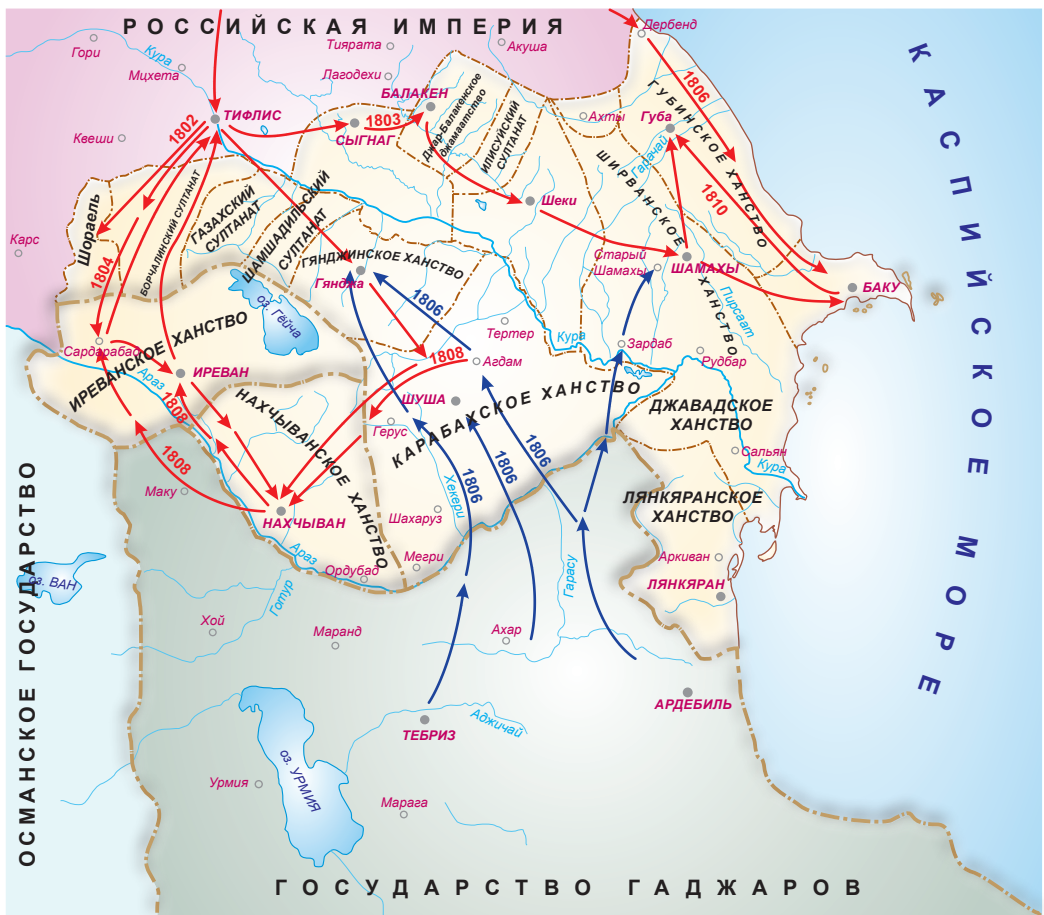 РОССИЙСКАЯ ИМПЕРИЯ
Гори
Кура
Мцхета
Тиярата
Акуша
Дербенд
Лагодехи
БАЛАКЕН
1806
КАСПИЙСКОЕ МОРЕ
ТИФЛИС
1802
1803
СЫГНАГ
Джар-Балакенское
джамаатство
ИЛИСУЙСКИЙ
СУЛТАНАТ
Ахты
Губа
ГУБИНСКОЕ ХАНСТВО
Гарачай
Квеши
ШИРВАНСКОЕ ХАНСТВО
1810
Шораель
БОРЧАЛИНСКИЙ СУЛТАНАТ
ГАЗАХСКИЙ
СУЛТАНАТ
ШАМШАДИЛЬСКИЙ
СУЛТАНАТ
Шеки
Карс
1804
ГЯНДЖИНСКОЕ ХАНСТВО
Гянджа
Старый
Шамахы
ШАМАХЫ
БАКУ
оз. Гёйча
1806
Пирсаат
Тертер
Кура
Зардаб
Рудбар
Сардарабад
ИРЕВАНСКОЕ ХАНСТВО
Араз
ИРЕВАН
1808
Агдам
1808
ШУША
КАРАБАХСКОЕ ХАНСТВО
Герус
НАХЧЫВАНСКОЕ ХАНСТВО
ДЖАВАДСКОЕ
ХАНСТВО
1808
1806
1806
1806
Сальян
Кура
Маку
Хекери
ЛЯНКЯРАНСКОЕ
ХАНСТВО
НАХЧЫВАН
Шахаруз
Араз
Мегри
Ордубад
Аркиван
ЛЯНКЯРАН
оз. ВАН
Готур
Гарасу
Хой
Маранд
Ахар
ОСМАНСКОЕ ГОСУДАРСТВО
АРДЕБИЛЬ
ТЕБРИЗ
Аджичай
оз. УРМИЯ
Урмия
Марага
ГОСУДАРСТВО ГАДЖАРОВ